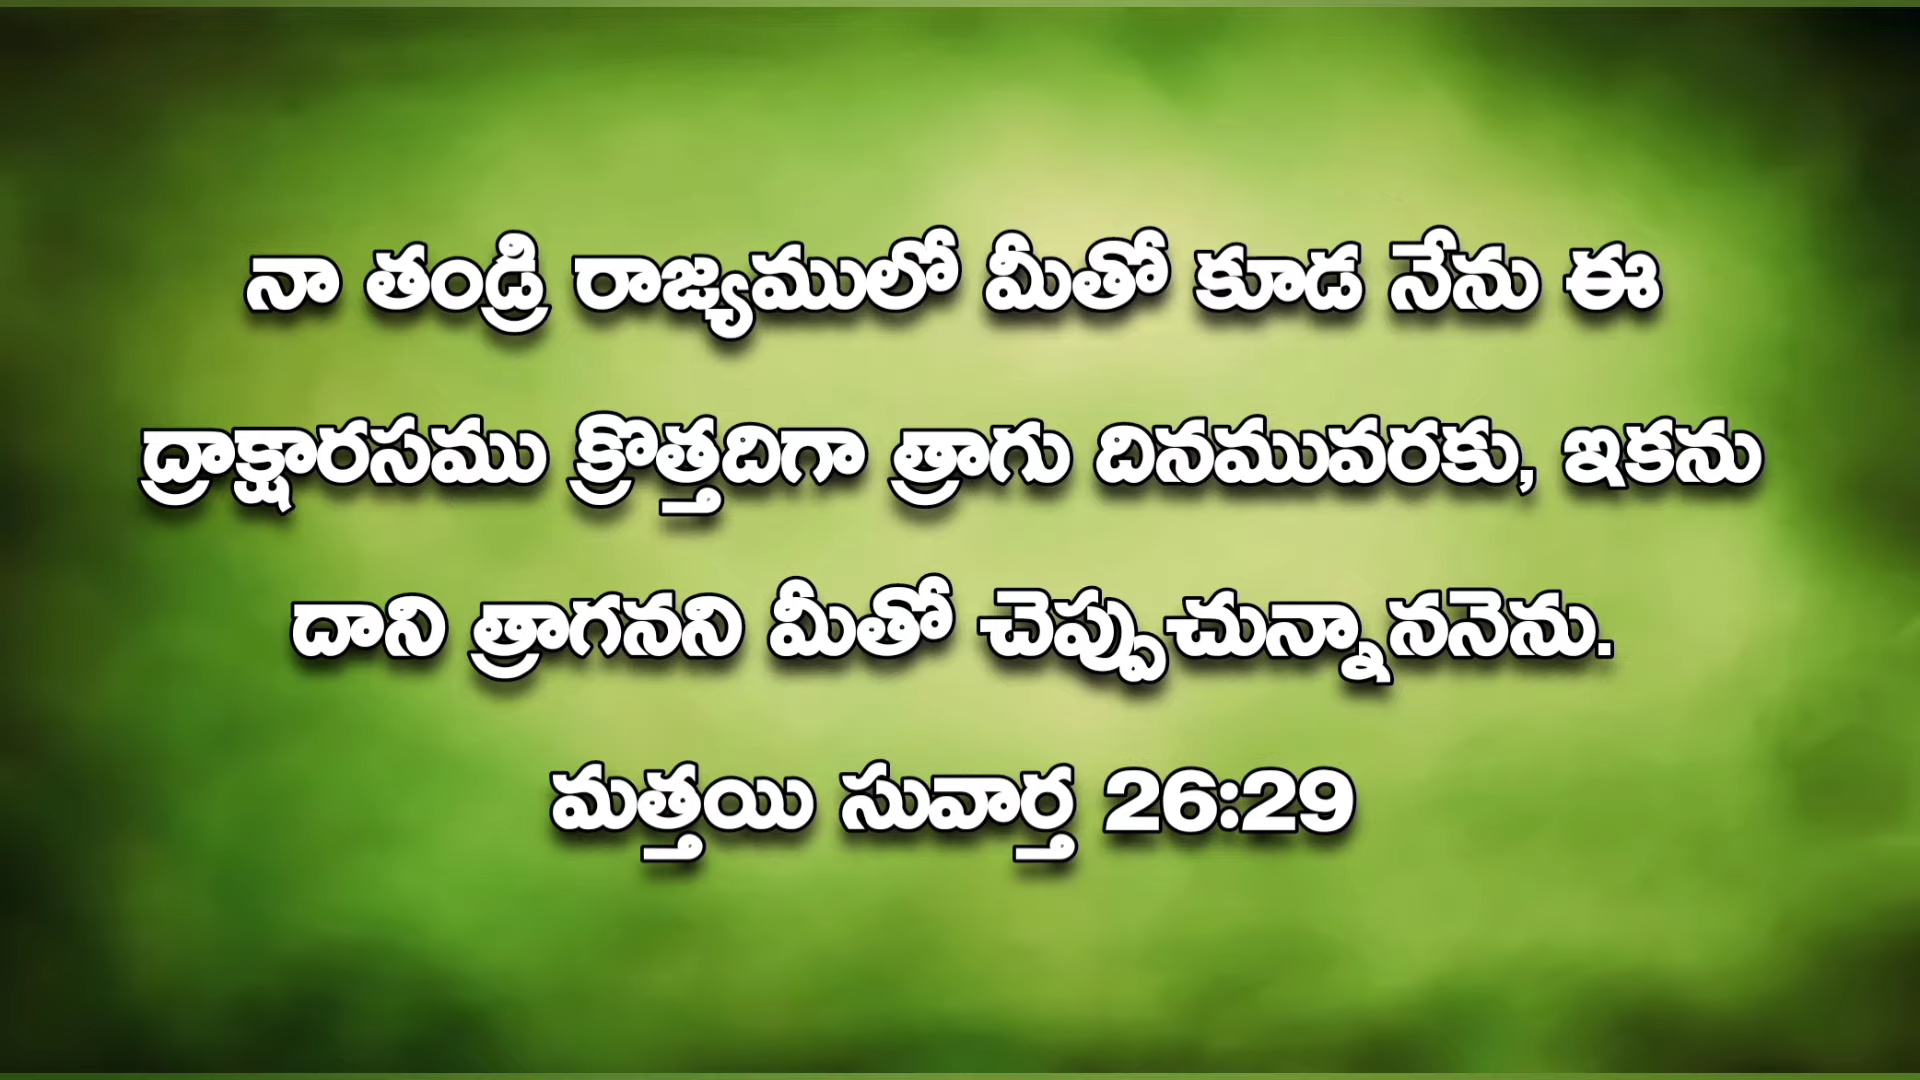 నా తండ్రి రాజ్యములో మీతో కూడ నేను ఈ
ద్రాక్షారసము క్రొత్తదిగా త్రాగు దినమువరకు, ఇకను
దాని త్రాగనని మీతో చెప్పుచున్నాననెను.
మత్తయి సువార్త 26:29